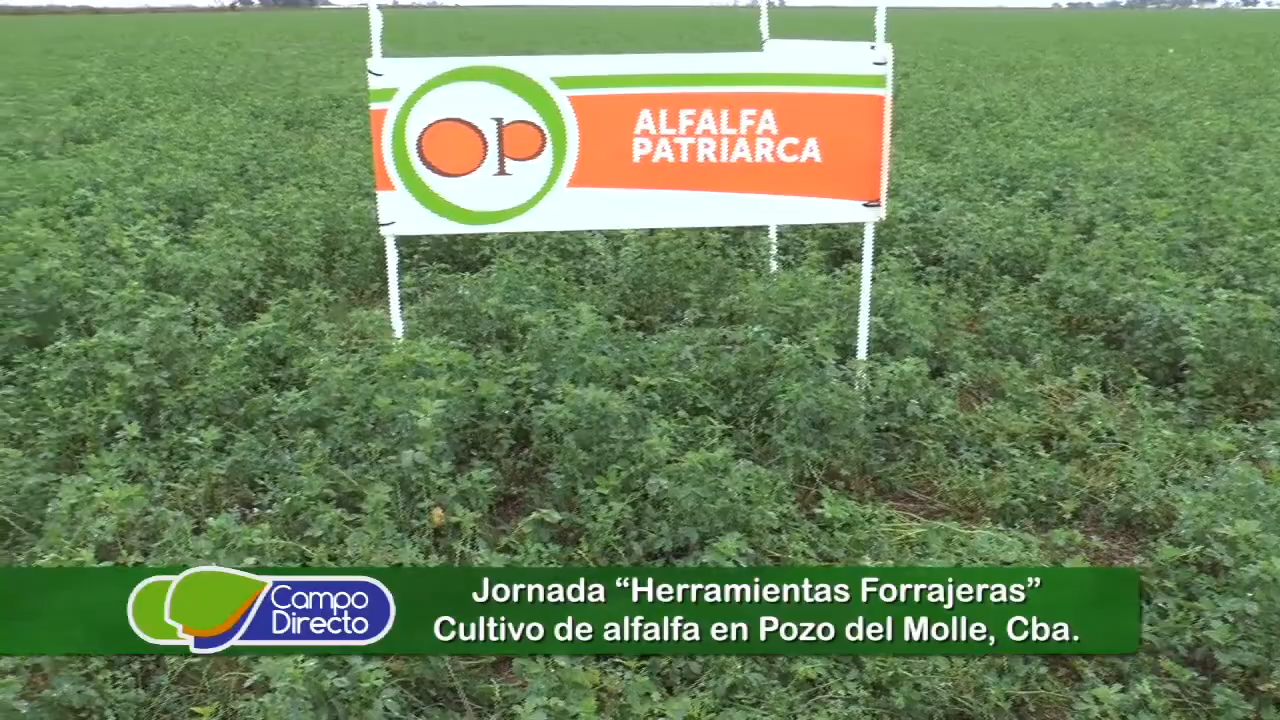 OP
ALFALFA
PATRIARCA
Campo
Directo
Jornada “Herramientas Forrajeras”
Cultivo de alfalfa en Pozo del Molle, Cba.